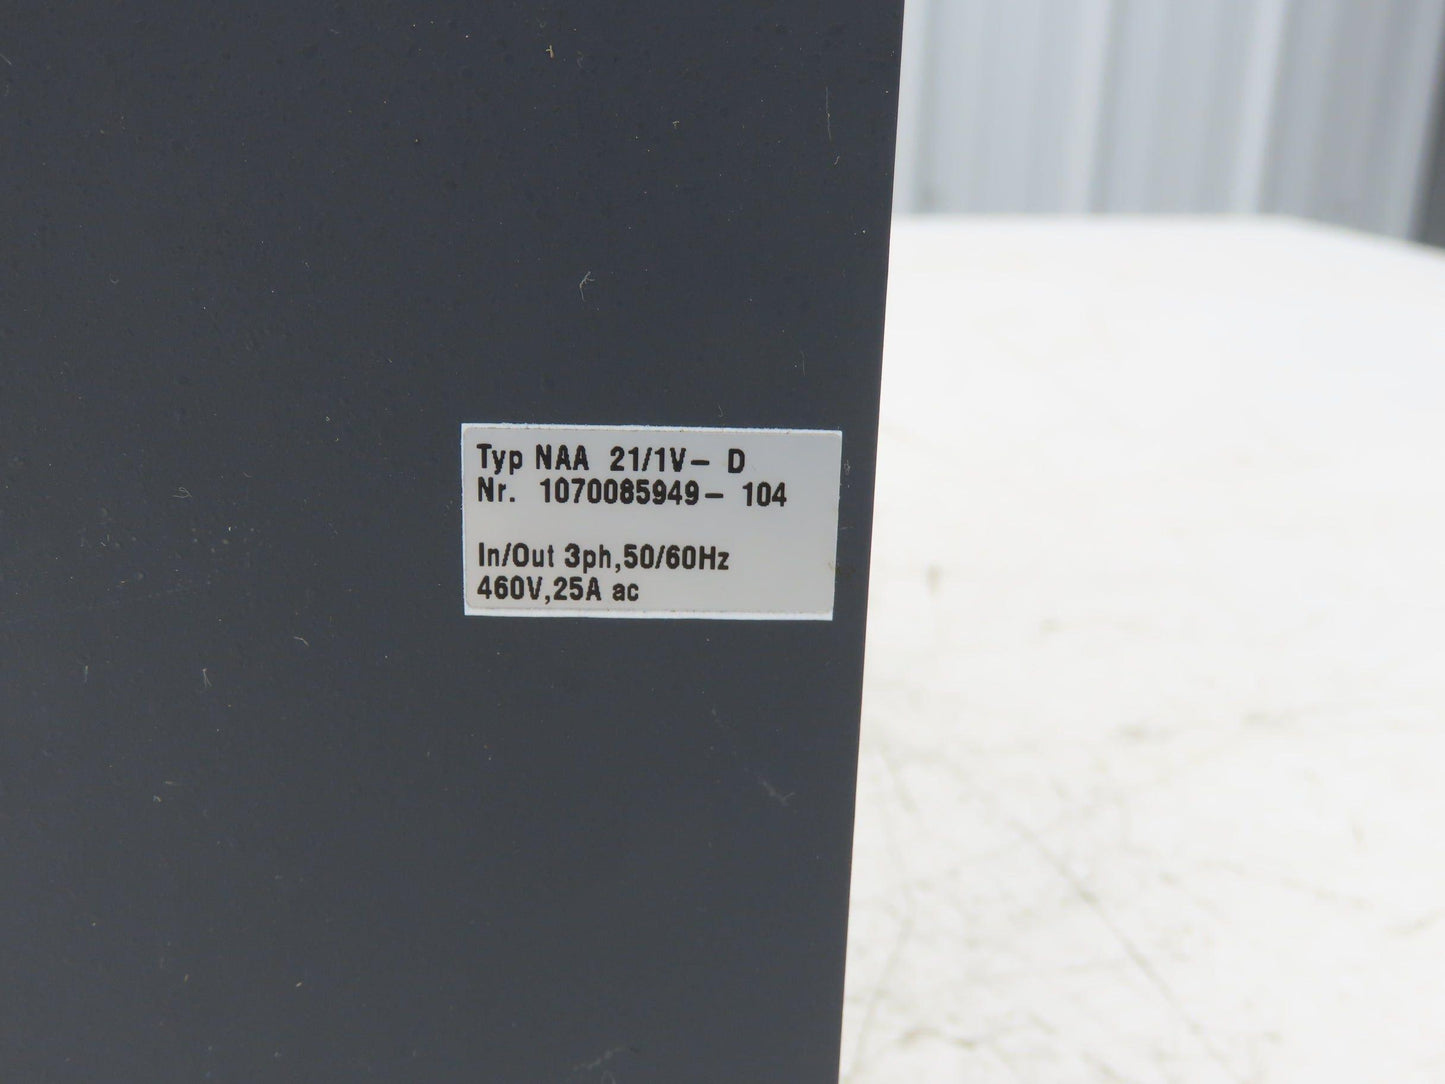 Typ NAA 21/1V- D
Nr. 1070085949- 104
In/Out 3ph,50/60Hz
460V,25A ac